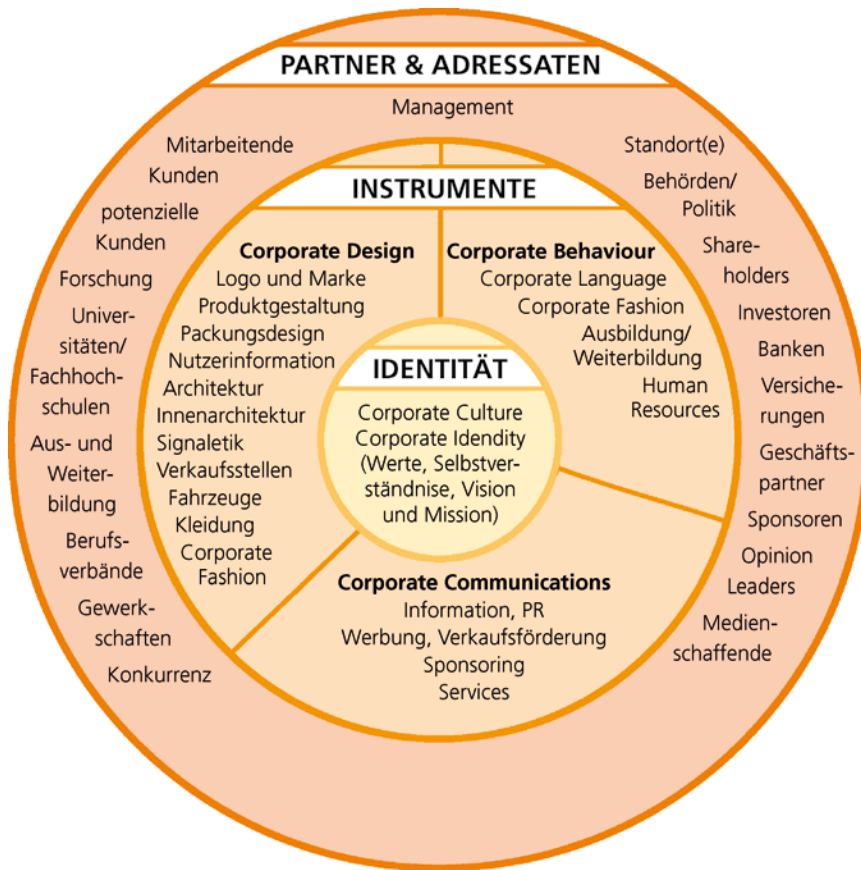 PARTNER & ADRESSATEN
Management
Mitarbeitende
Kunden
potenzielle
Kunden
Forschung
Univer-
sitäten/
Fachhoch-
schulen
Aus- und
Weiter-
bildung
Berufs-
verbände
Gewerk-
schaften
Konkurrenz
Standort(e)
Behörden/
Politik
Share-
holders
Investoren
Banken
Versiche-
rungen
Geschäfts-
partner
Sponsoren
Opinion
Leaders
Medien-
schaffende
INSTRUMENTE
Corporate Design
Logo und Marke
Produktgestaltung
Packungsdesign
Nutzerinformation
Architektur
Innenarchitektur
Signaletik
Verkaufsstellen
Fahrzeuge
Kleidung
Corporate
Fashion
Corporate Behaviour
Corporate Language
Corporate Fashion
Ausbildung/
Weiterbildung
Human
Resources
IDENTITÄT
Corporate Culture
Corporate Idendity
(Werte, Selbstver-
ständnise, Vision
und Mission)
Corporate Communications
Information, PR
Werbung, Verkaufsförderung
Sponsoring
Services